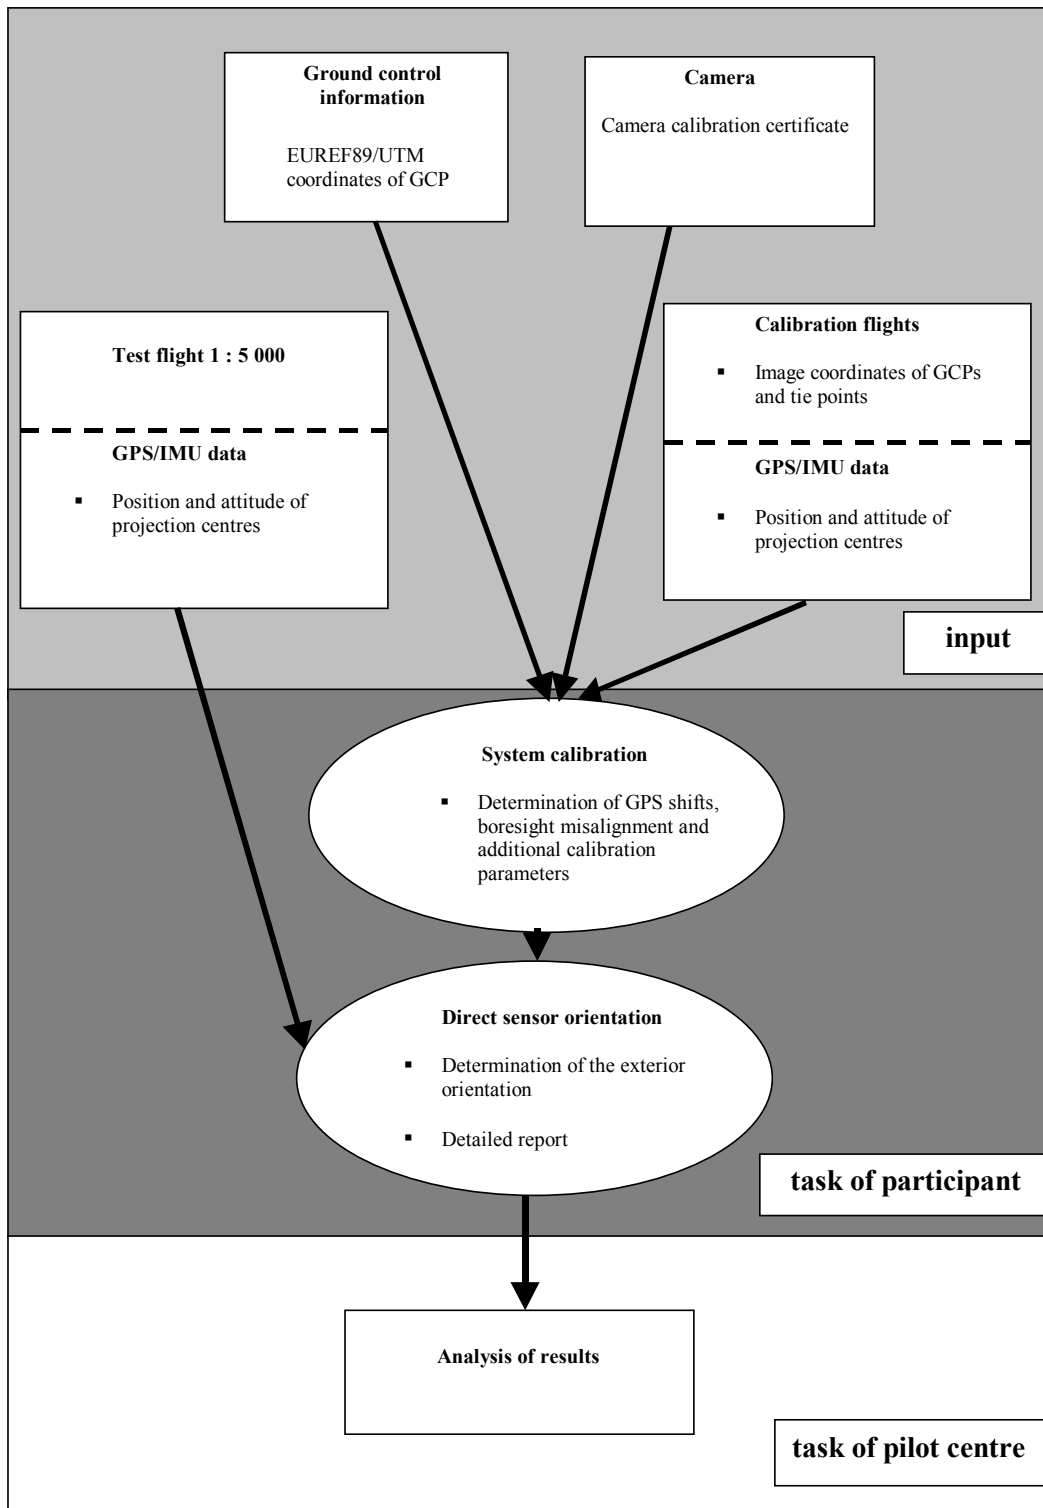 Ground control
information
EUREF89/UTM
coordinates of GCP
Camera
Camera calibration certificate
Test flight 1 : 5 000
GPS/IMU data
▪ Position and attitude of
projection centres
Calibration flights
▪ Image coordinates of GCPs
and tie points
GPS/IMU data
▪ Position and attitude of
projection centres
input
System calibration
▪ Determination of GPS shifts,
boresight misalignment and
additional calibration
parameters
Direct sensor orientation
▪ Determination of the exterior
orientation
▪ Detailed report
task of participant
Analysis of results
task of pilot centre